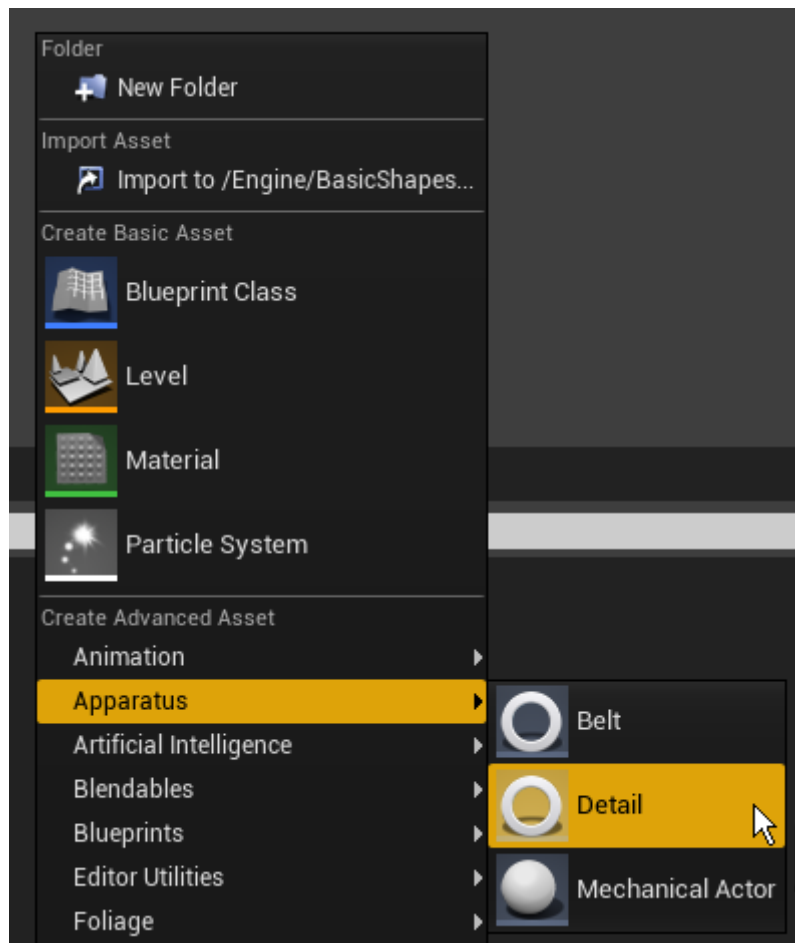 Folder
New Folder
Import Asset
Import to /Engine/BasicShapes...
Create Basic Asset
Blueprint Class
Level
Material
Particle System
Create Advanced Asset
Animation
Apparatus
Artificial Intelligence
Blendables
Blueprints
Editor Utilities
Foliage
Belt
Detail
Mechanical Actor